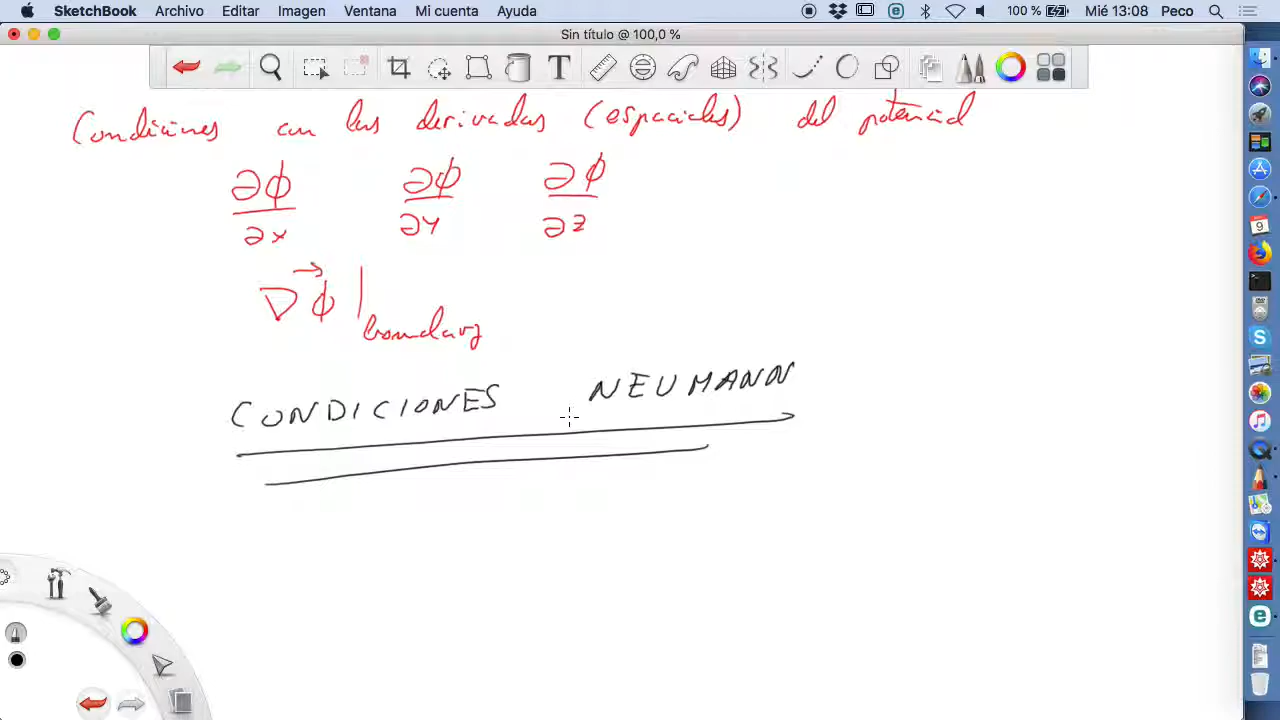 SketchBook Archivo Editar Imagen Ventana Mi cuenta Ayuda 100 % Mié 13:08 Peco
Sin título @ 100,0 %
Condiciones en las derivadas (espaciales) del potencial
∂ϕ/∂x ∂ϕ/∂y ∂ϕ/∂z
∇ϕ⃗ |boundary
CONDICIONES NEUMANN